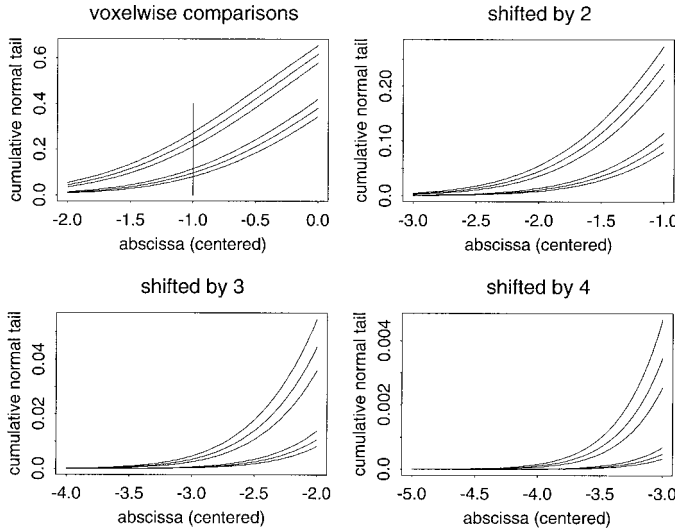 voxelwise comparisons
cumulative normal tail
0.0 0.2 0.4 0.6
-2.0 -1.5 -1.0 -0.5 0.0
abscissa (centered)
shifted by 2
cumulative normal tail
0.0 0.10 0.20
-3.0 -2.5 -2.0 -1.5 -1.0
abscissa (centered)
shifted by 3
cumulative normal tail
0.0 0.02 0.04
-4.0 -3.5 -3.0 -2.5 -2.0
abscissa (centered)
shifted by 4
cumulative normal tail
0.0 0.002 0.004
-5.0 -4.5 -4.0 -3.5 -3.0
abscissa (centered)